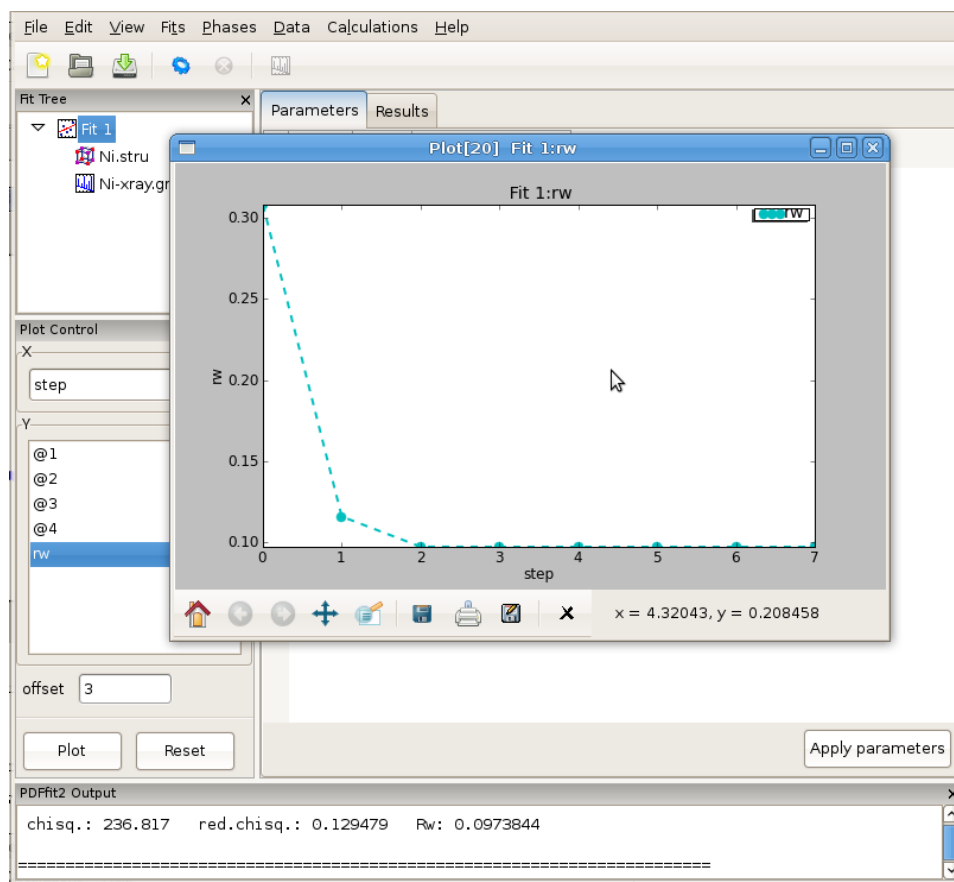 File Edit View Fits Phases Data Calculations Help
Fit Tree x
Parameters Results
Fit 1
Ni.stru
Ni-xray.gr
Plot[20] Fit 1:rw
Fit 1:rw
rw
0.30
0.25
0.20
0.15
0.10
rw
0 1 2 3 4 5 6 7
step
x = 4.32043, y = 0.208458
Plot Control
X
step
Y
@1
@2
@3
@4
rw
offset 3
Plot Reset
Apply parameters
PDFfit2 Output x
chisq.: 236.817 red.chisq.: 0.129479 Rw: 0.0973844
========================================================================